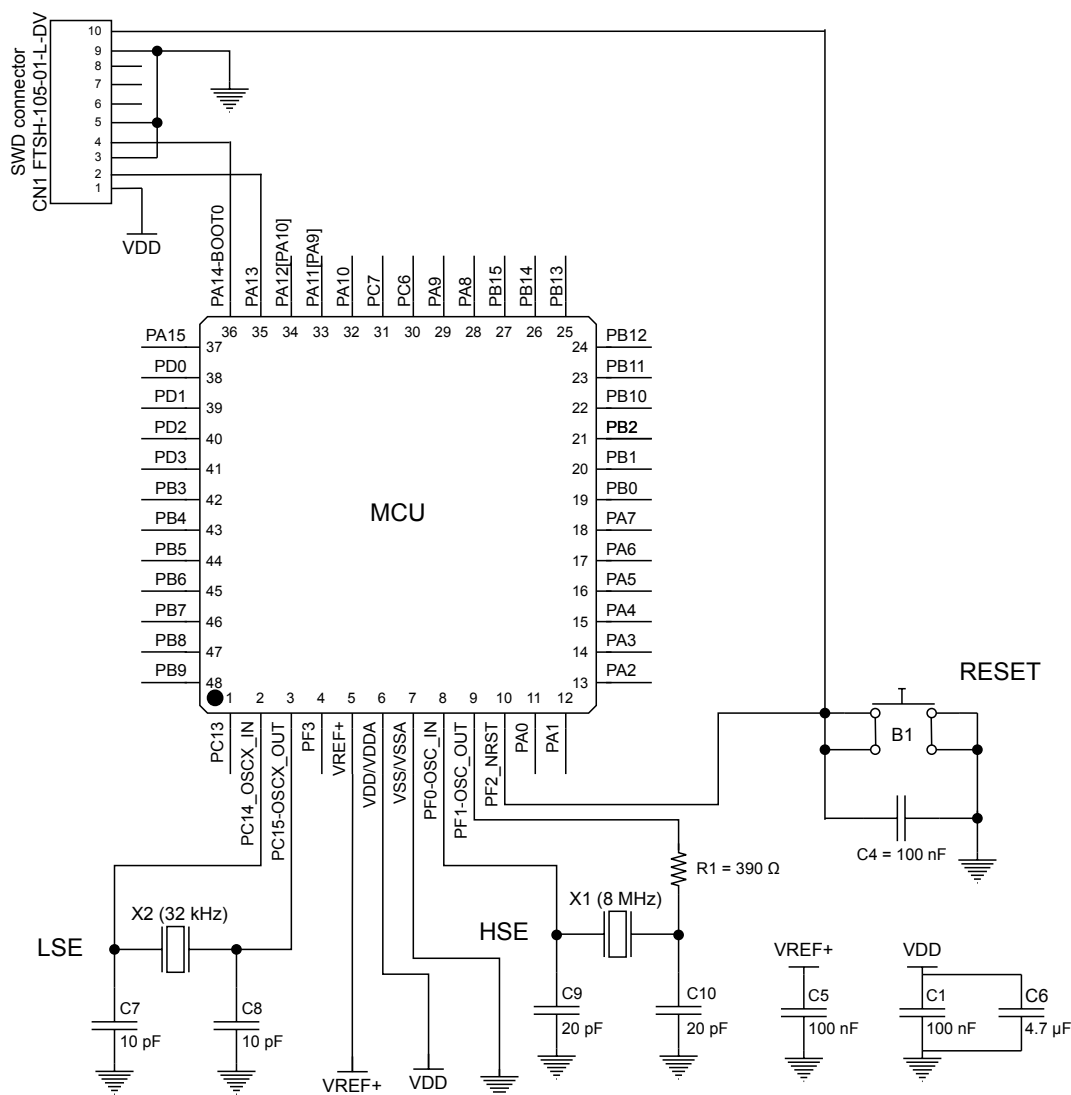 SWD connector
CN1 FTSH-105-01-L-DV
10
9
8
7
6
5
4
3
2
1
VDD
PA14-BOOT0
PA13
PA12[PA10]
PA11[PA9]
PA10
PC7
PC6
PA9
PA8
PB15
PB14
PB13
36
35
34
33
32
31
30
29
28
27
26
25
PA15
37
PD0
38
PD1
39
PD2
40
PD3
41
PB3
42
PB4
43
PB5
44
PB6
45
PB7
46
PB8
47
PB9
48
MCU
24
PB12
23
PB11
22
PB10
21
PB2
20
PB1
19
PB0
18
PA7
17
PA6
16
PA5
15
PA4
14
PA3
13
PA2
1
2
3
4
5
6
7
8
9
10
11
12
PC13
PC14_OSCX_IN
PC15-OSCX_OUT
PF3
VREF+
VDD/VDDA
VSS/VSSA
PF0-OSC_IN
PF1-OSC_OUT
PF2_NRST
PA0
PA1
RESET
B1
C4 = 100 nF
R1 = 390 Ω
LSE
X2 (32 kHz)
C7
10 pF
C8
10 pF
VREF+
VDD
HSE
X1 (8 MHz)
C9
20 pF
C10
20 pF
VREF+
C5
100 nF
VDD
C1
100 nF
C6
4.7 µF